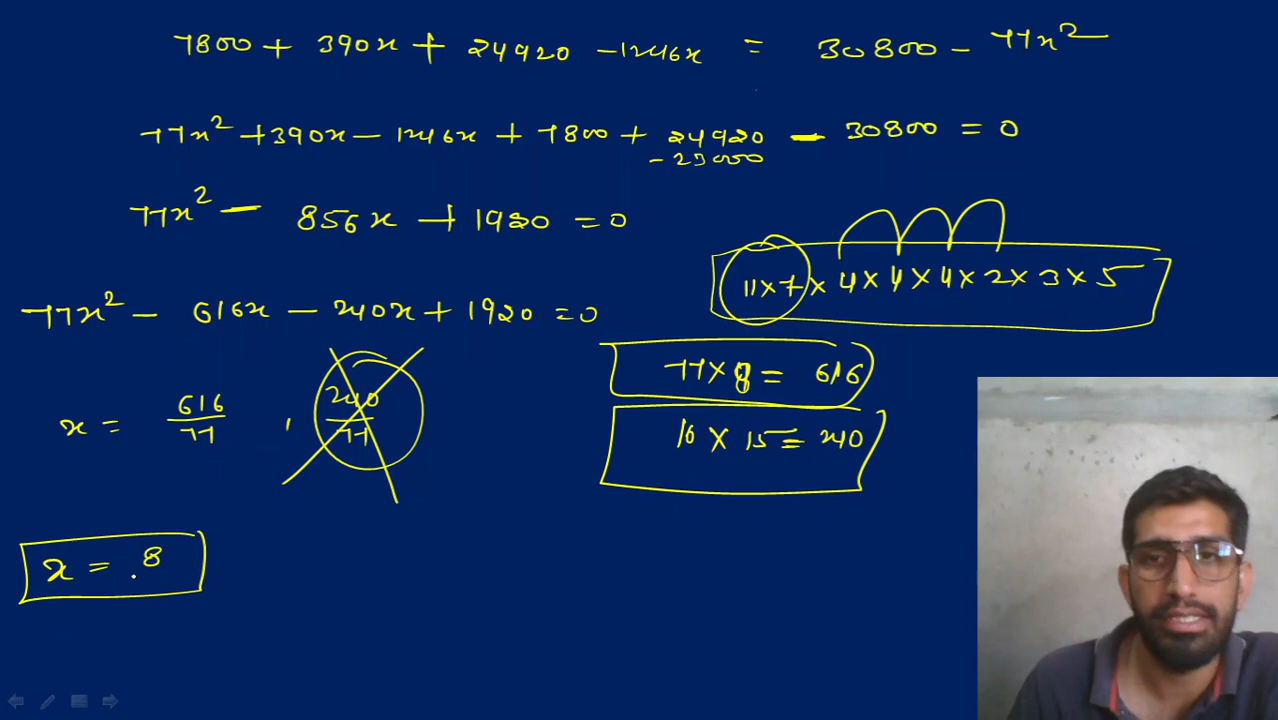 7800 + 390x + 24920 - 1246x = 30800 - 77x²
77x² + 390x - 1246x + 7800 + 24920 - 30800 = 0
- 23000
77x² - 856x + 1920 = 0
11 x 7 x 4 x 4 x 4 x 2 x 3 x 5
77x² - 616x - 240x + 1920 = 0
77 x 8 = 616
x = 616/77 , 240/77
16 x 15 = 240
x = 8